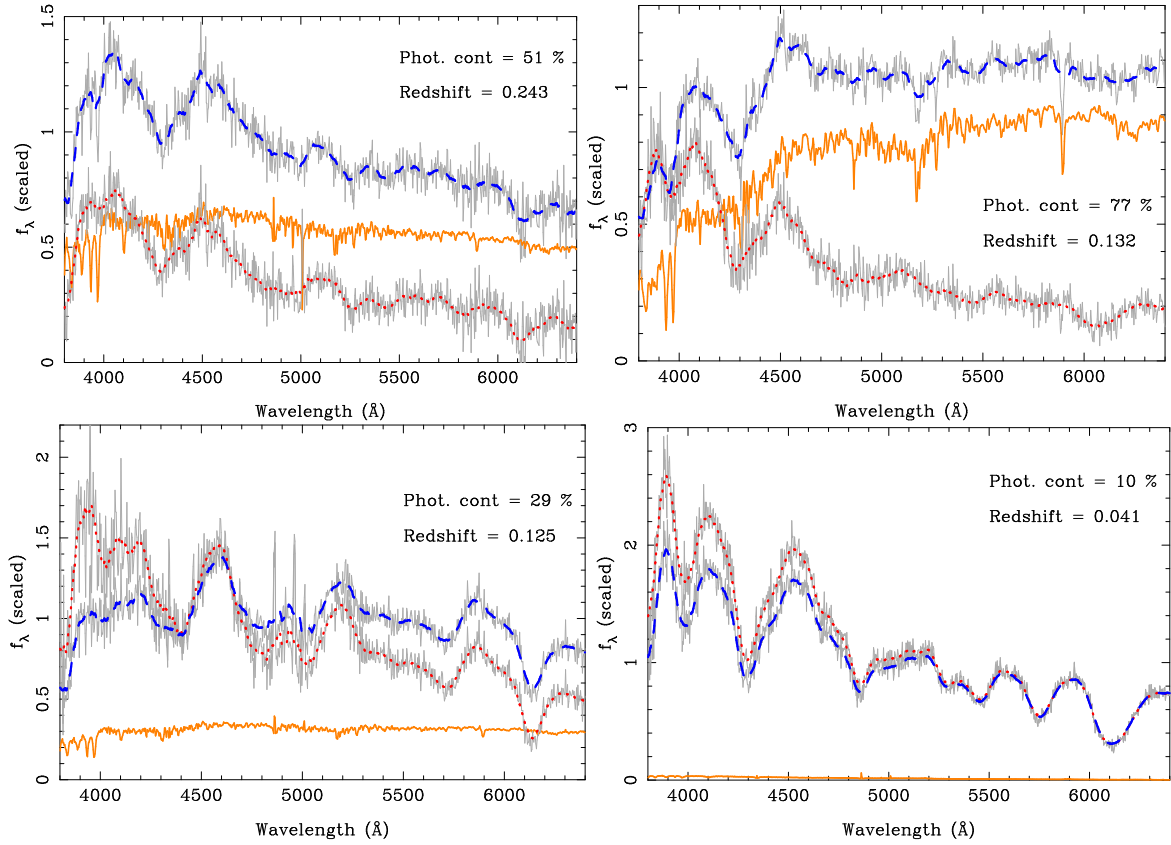 1.5
1
0.5
0
f_λ (scaled)
Phot. cont = 51 %
Redshift = 0.243
4000 4500 5000 5500 6000
Wavelength (Å)
1
0.5
0
f_λ (scaled)
Phot. cont = 77 %
Redshift = 0.132
4000 4500 5000 5500 6000
Wavelength (Å)
2
1.5
1
0.5
0
f_λ (scaled)
Phot. cont = 29 %
Redshift = 0.125
4000 4500 5000 5500 6000
Wavelength (Å)
3
2
1
0
f_λ (scaled)
Phot. cont = 10 %
Redshift = 0.041
4000 4500 5000 5500 6000
Wavelength (Å)